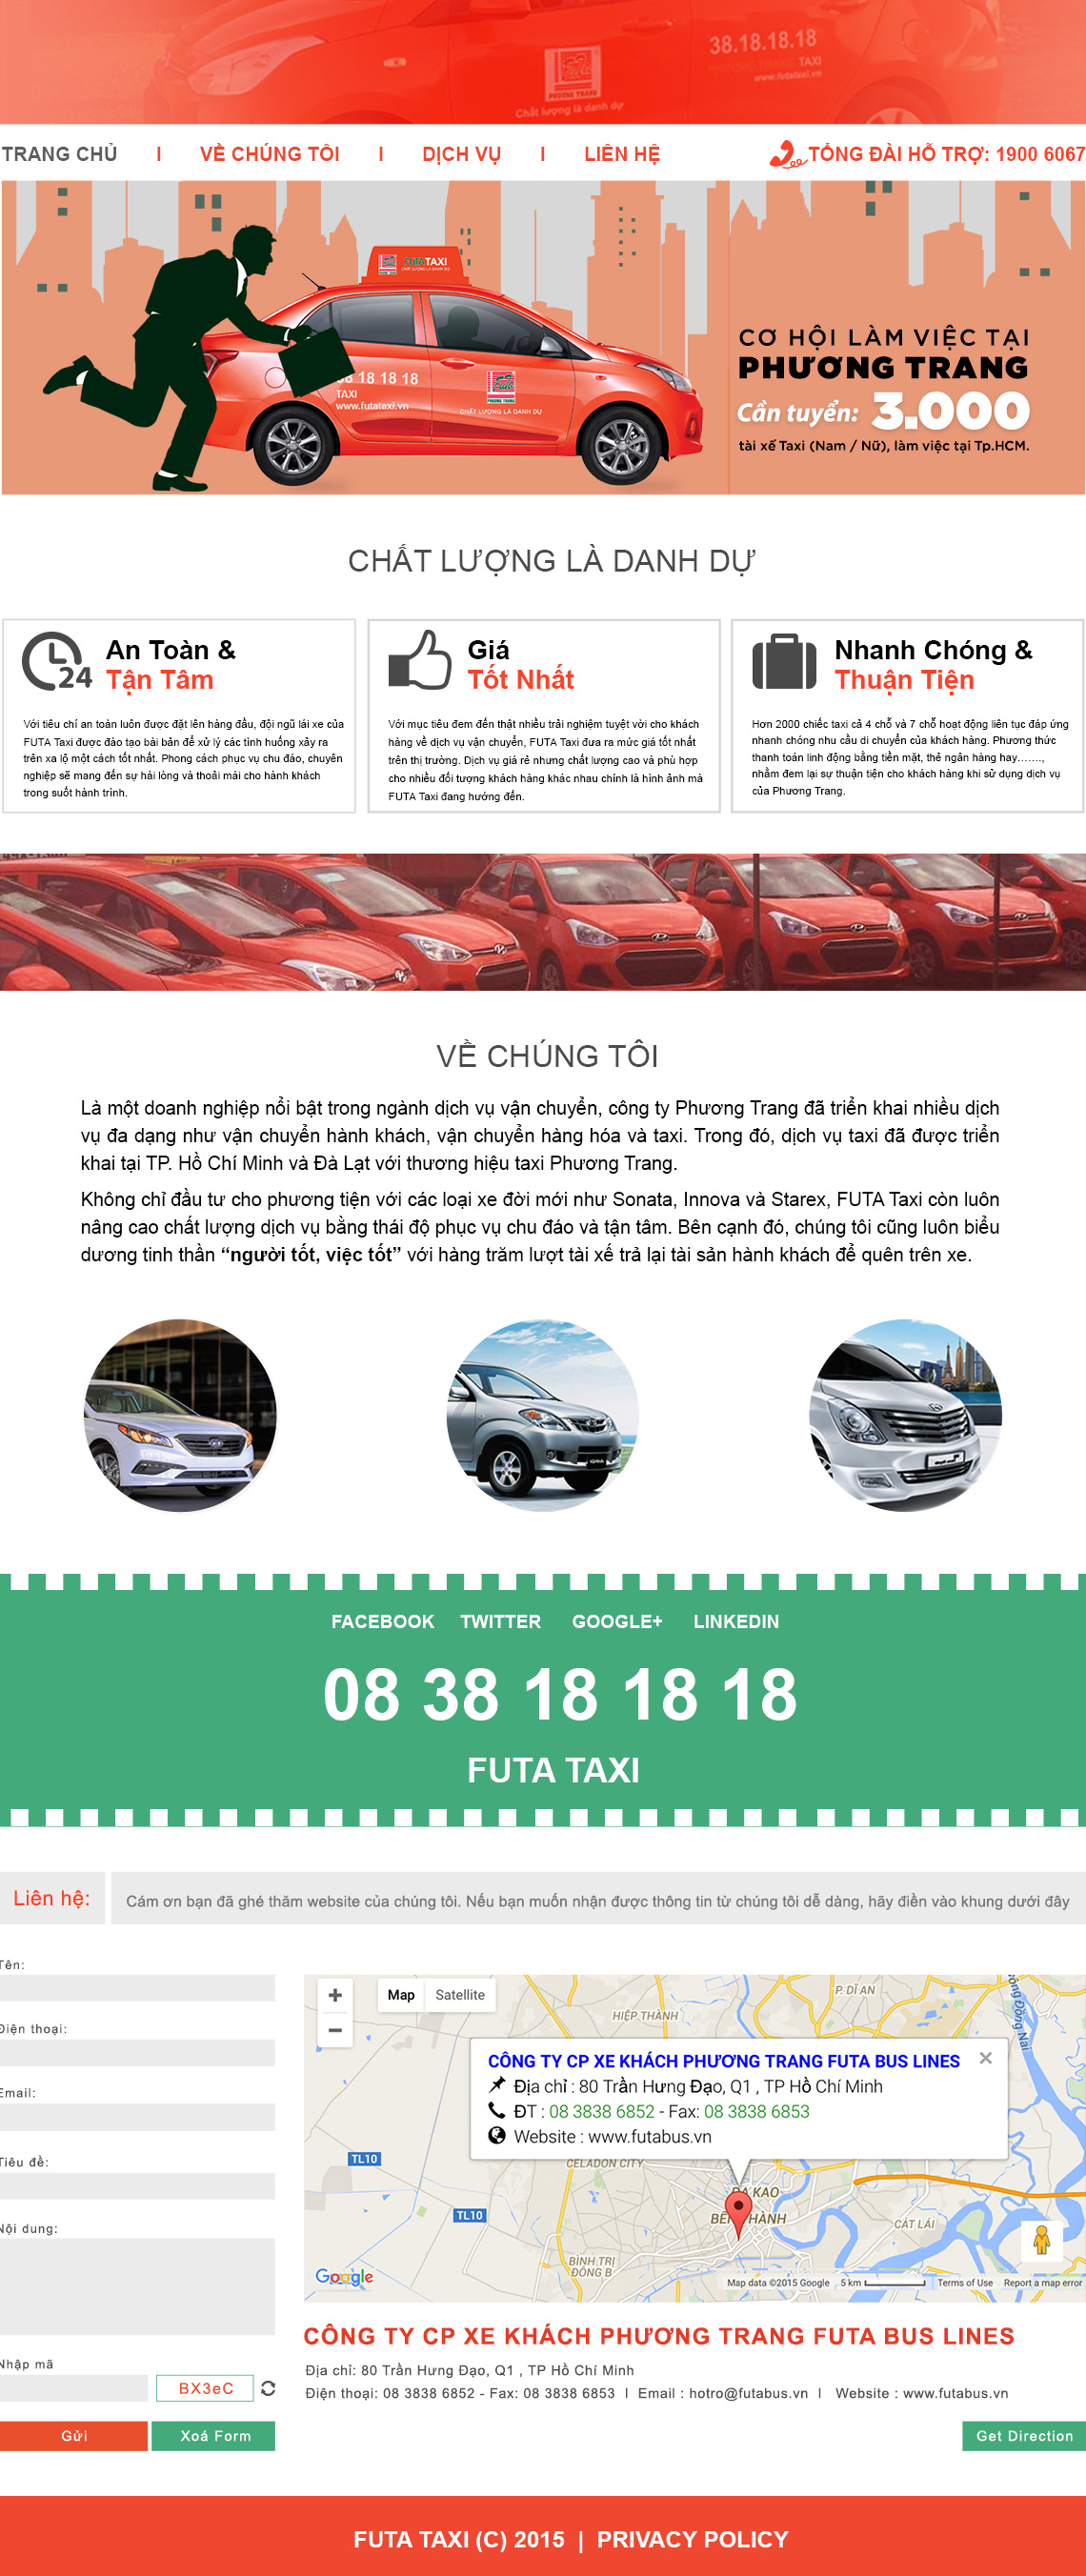 38.18.18.18
PHƯƠNG TRANG TAXI
www.futataxi.vn
PHƯƠNG TRANG
Chất lượng là danh dự
TRANG CHỦ I VỀ CHÚNG TÔI I DỊCH VỤ I LIÊN HỆ TỔNG ĐÀI HỖ TRỢ: 1900 6067
FUTATAXI
CHẤT LƯỢNG LÀ DANH DỰ
38 18 18 18
TAXI
www.futataxi.vn
Futa
PHƯƠNG TRANG
CHẤT LƯỢNG LÀ DANH DỰ
CƠ HỘI LÀM VIỆC TẠI
PHƯƠNG TRANG
Cần tuyển: 3.000
tài xế Taxi (Nam / Nữ), làm việc tại Tp.HCM.
CHẤT LƯỢNG LÀ DANH DỰ
24
An Toàn &
Tận Tâm
Với tiêu chí an toàn luôn được đặt lên hàng đầu, đội ngũ lái xe của
FUTA Taxi được đào tạo bài bản để xử lý các tình huống xảy ra
trên xa lộ một cách tốt nhất. Phong cách phục vụ chu đáo, chuyên
nghiệp sẽ mang đến sự hài lòng và thoải mái cho hành khách
trong suốt hành trình.
Giá
Tốt Nhất
Với mục tiêu đem đến thật nhiều trải nghiệm tuyệt vời cho khách
hàng về dịch vụ vận chuyển, FUTA Taxi đưa ra mức giá tốt nhất
trên thị trường. Dịch vụ giá rẻ nhưng chất lượng cao và phù hợp
cho nhiều đối tượng khách hàng khác nhau chính là hình ảnh mà
FUTA Taxi đang hướng đến.
Nhanh Chóng &
Thuận Tiện
Hơn 2000 chiếc taxi cả 4 chỗ và 7 chỗ hoạt động liên tục đáp ứng
nhanh chóng nhu cầu di chuyển của khách hàng. Phương thức
thanh toán linh động bằng tiền mặt, thẻ ngân hàng hay.......,
nhằm đem lại sự thuận tiện cho khách hàng khi sử dụng dịch vụ
của Phương Trang.
VỀ CHÚNG TÔI
Là một doanh nghiệp nổi bật trong ngành dịch vụ vận chuyển, công ty Phương Trang đã triển khai nhiều dịch
vụ đa dạng như vận chuyển hành khách, vận chuyển hàng hóa và taxi. Trong đó, dịch vụ taxi đã được triển
khai tại TP. Hồ Chí Minh và Đà Lạt với thương hiệu taxi Phương Trang.
Không chỉ đầu tư cho phương tiện với các loại xe đời mới như Sonata, Innova và Starex, FUTA Taxi còn luôn
nâng cao chất lượng dịch vụ bằng thái độ phục vụ chu đáo và tận tâm. Bên cạnh đó, chúng tôi cũng luôn biểu
dương tinh thần “người tốt, việc tốt” với hàng trăm lượt tài xế trả lại tài sản hành khách để quên trên xe.
FACEBOOK TWITTER GOOGLE+ LINKEDIN
08 38 18 18 18
FUTA TAXI
Liên hệ:
Cám ơn bạn đã ghé thăm website của chúng tôi. Nếu bạn muốn nhận được thông tin từ chúng tôi dễ dàng, hãy điền vào khung dưới đây
Tên:
Điện thoại:
Email:
Tiêu đề:
Nội dung:
Nhập mã
BX3eC
Gửi
Xoá Form
+
−
Map Satellite
HIỆP THÀNH
P. DĨ AN
Sông Đồng Nai
CÔNG TY CP XE KHÁCH PHƯƠNG TRANG FUTA BUS LINES
Địa chỉ : 80 Trần Hưng Đạo, Q1 , TP Hồ Chí Minh
ĐT : 08 3838 6852 - Fax: 08 3838 6853
Website : www.futabus.vn
TL10
CELADON CITY
ĐA KAO
TL10
BẾN THÀNH
CÁT LÁI
BÌNH TRỊ
ĐÔNG B
Google
Map data ©2015 Google 5 km Terms of Use Report a map error
CÔNG TY CP XE KHÁCH PHƯƠNG TRANG FUTA BUS LINES
Địa chỉ: 80 Trần Hưng Đạo, Q1 , TP Hồ Chí Minh
Điện thoại: 08 3838 6852 - Fax: 08 3838 6853 I Email : hotro@futabus.vn I Website : www.futabus.vn
Get Direction
FUTA TAXI (C) 2015 | PRIVACY POLICY